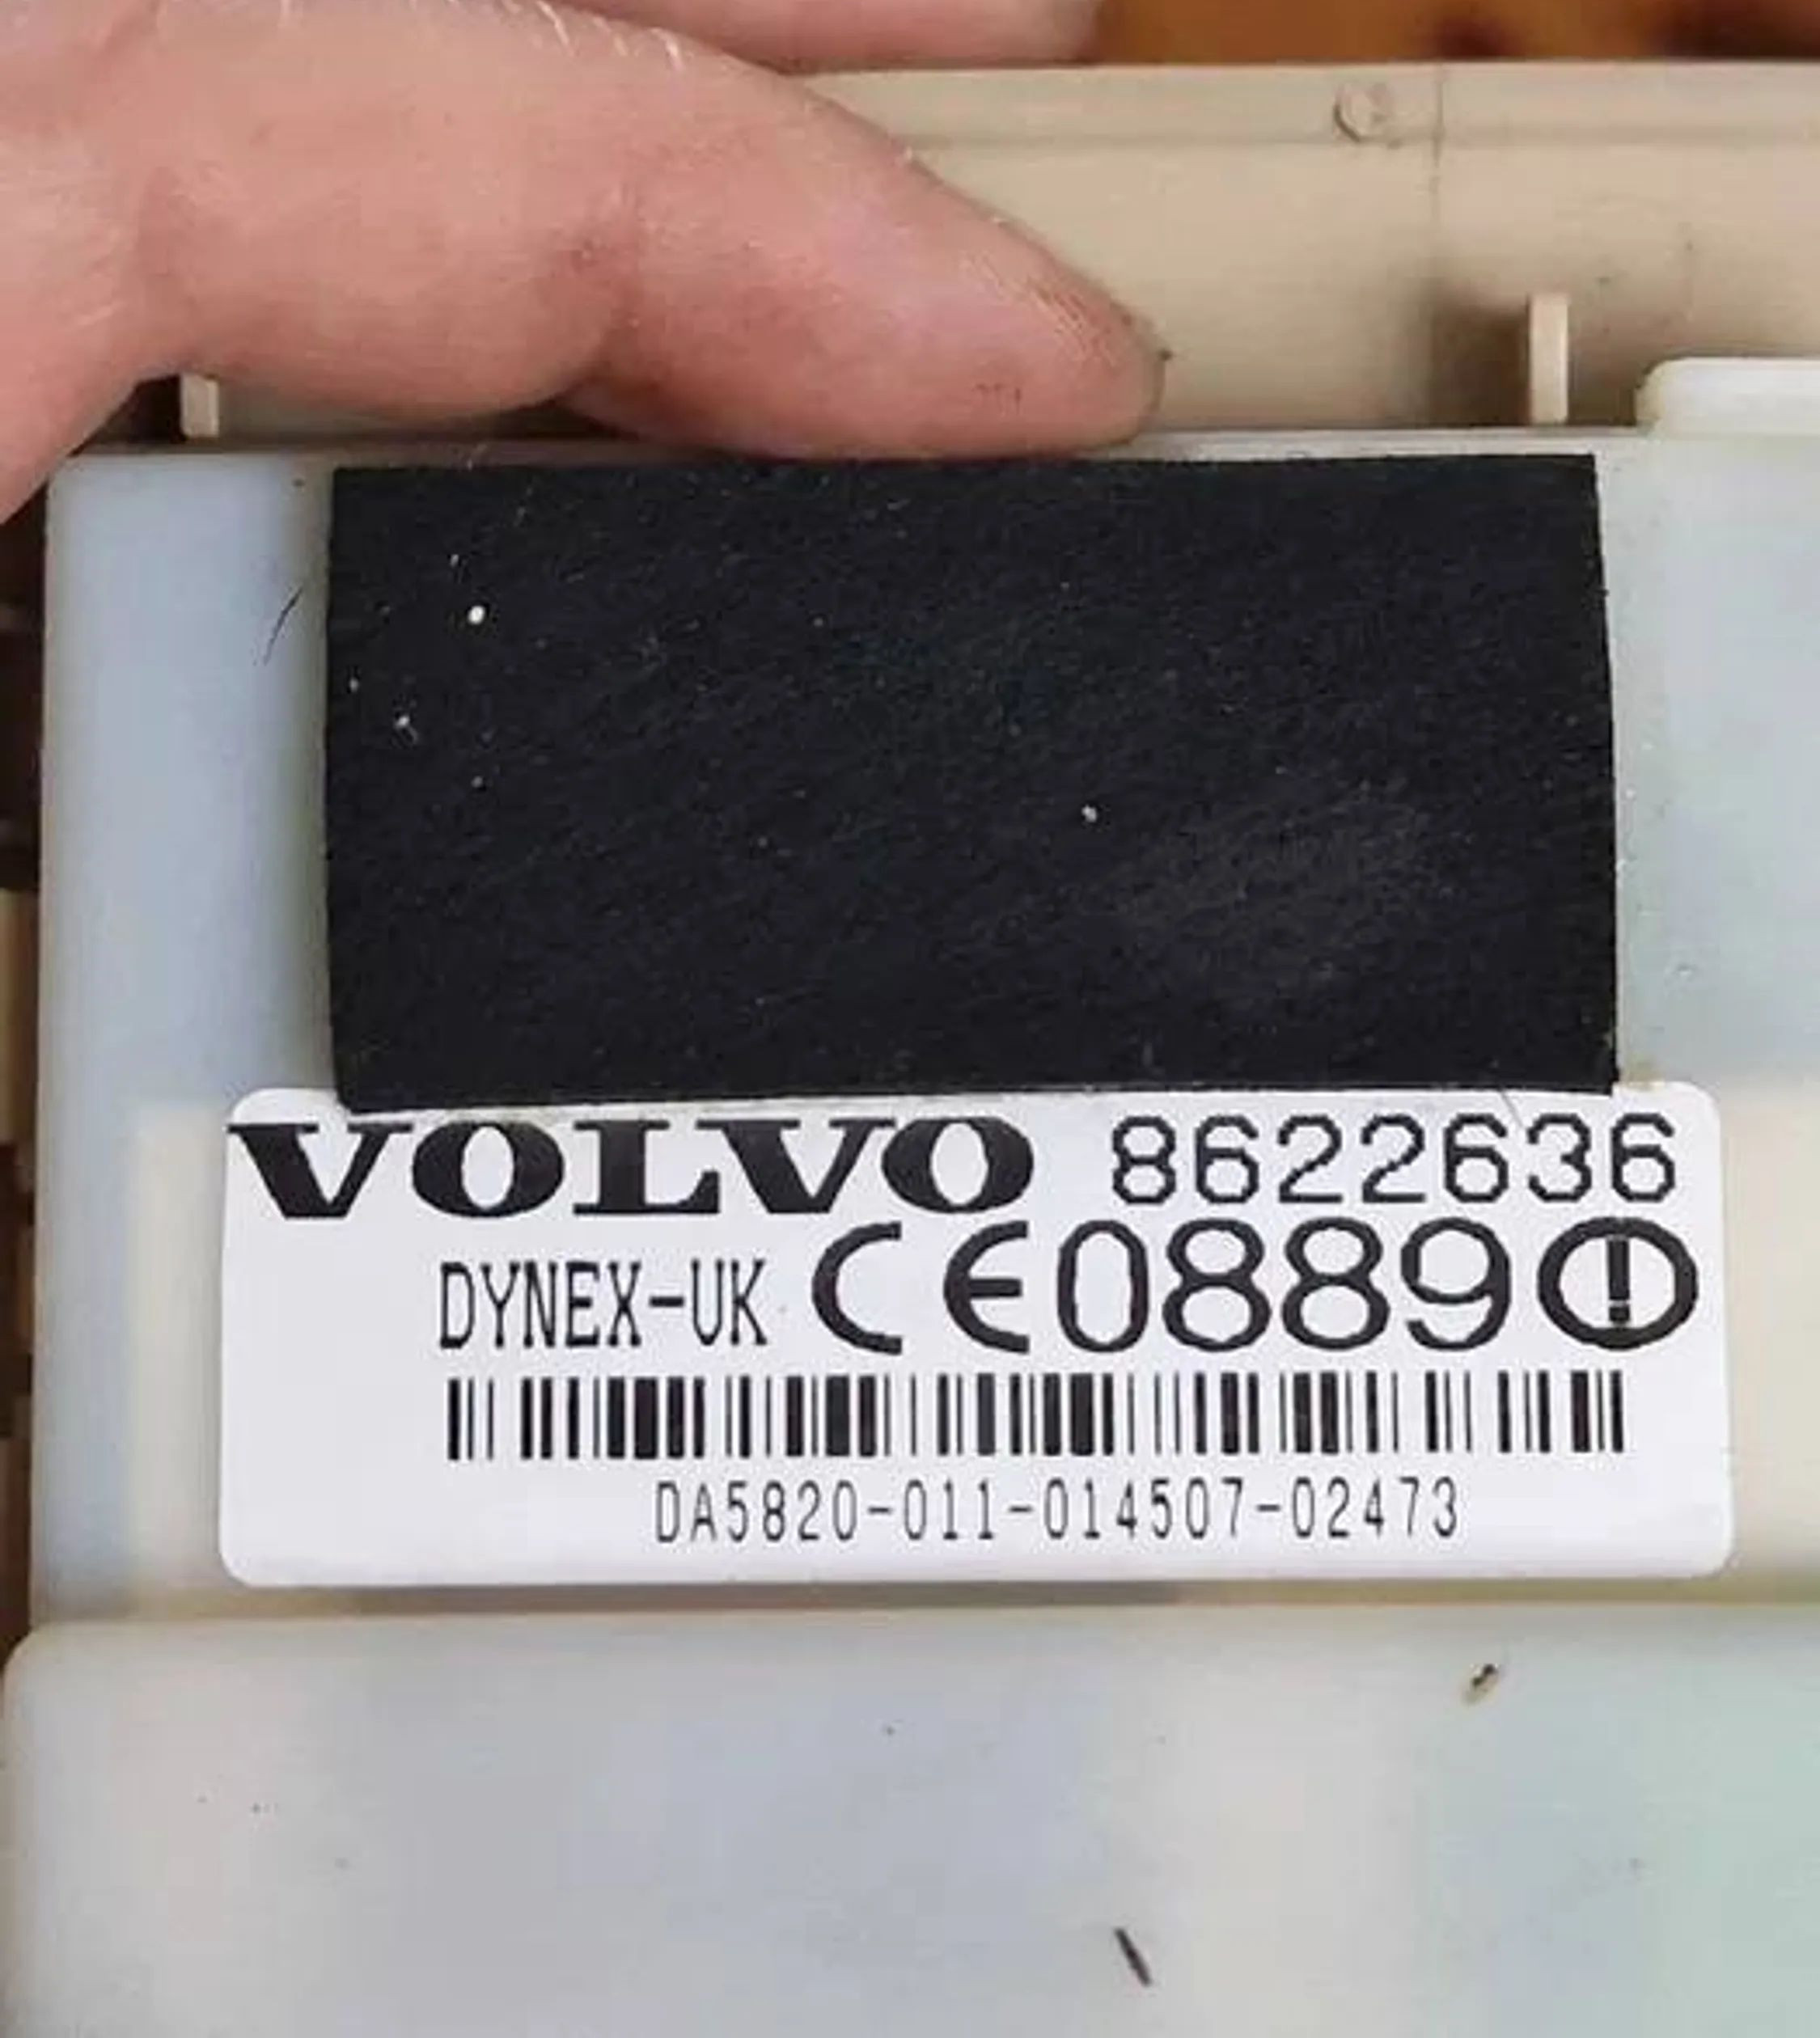 VOLVO 8622636
DYNEX-UK CE0889
DA5820-011-014507-02473